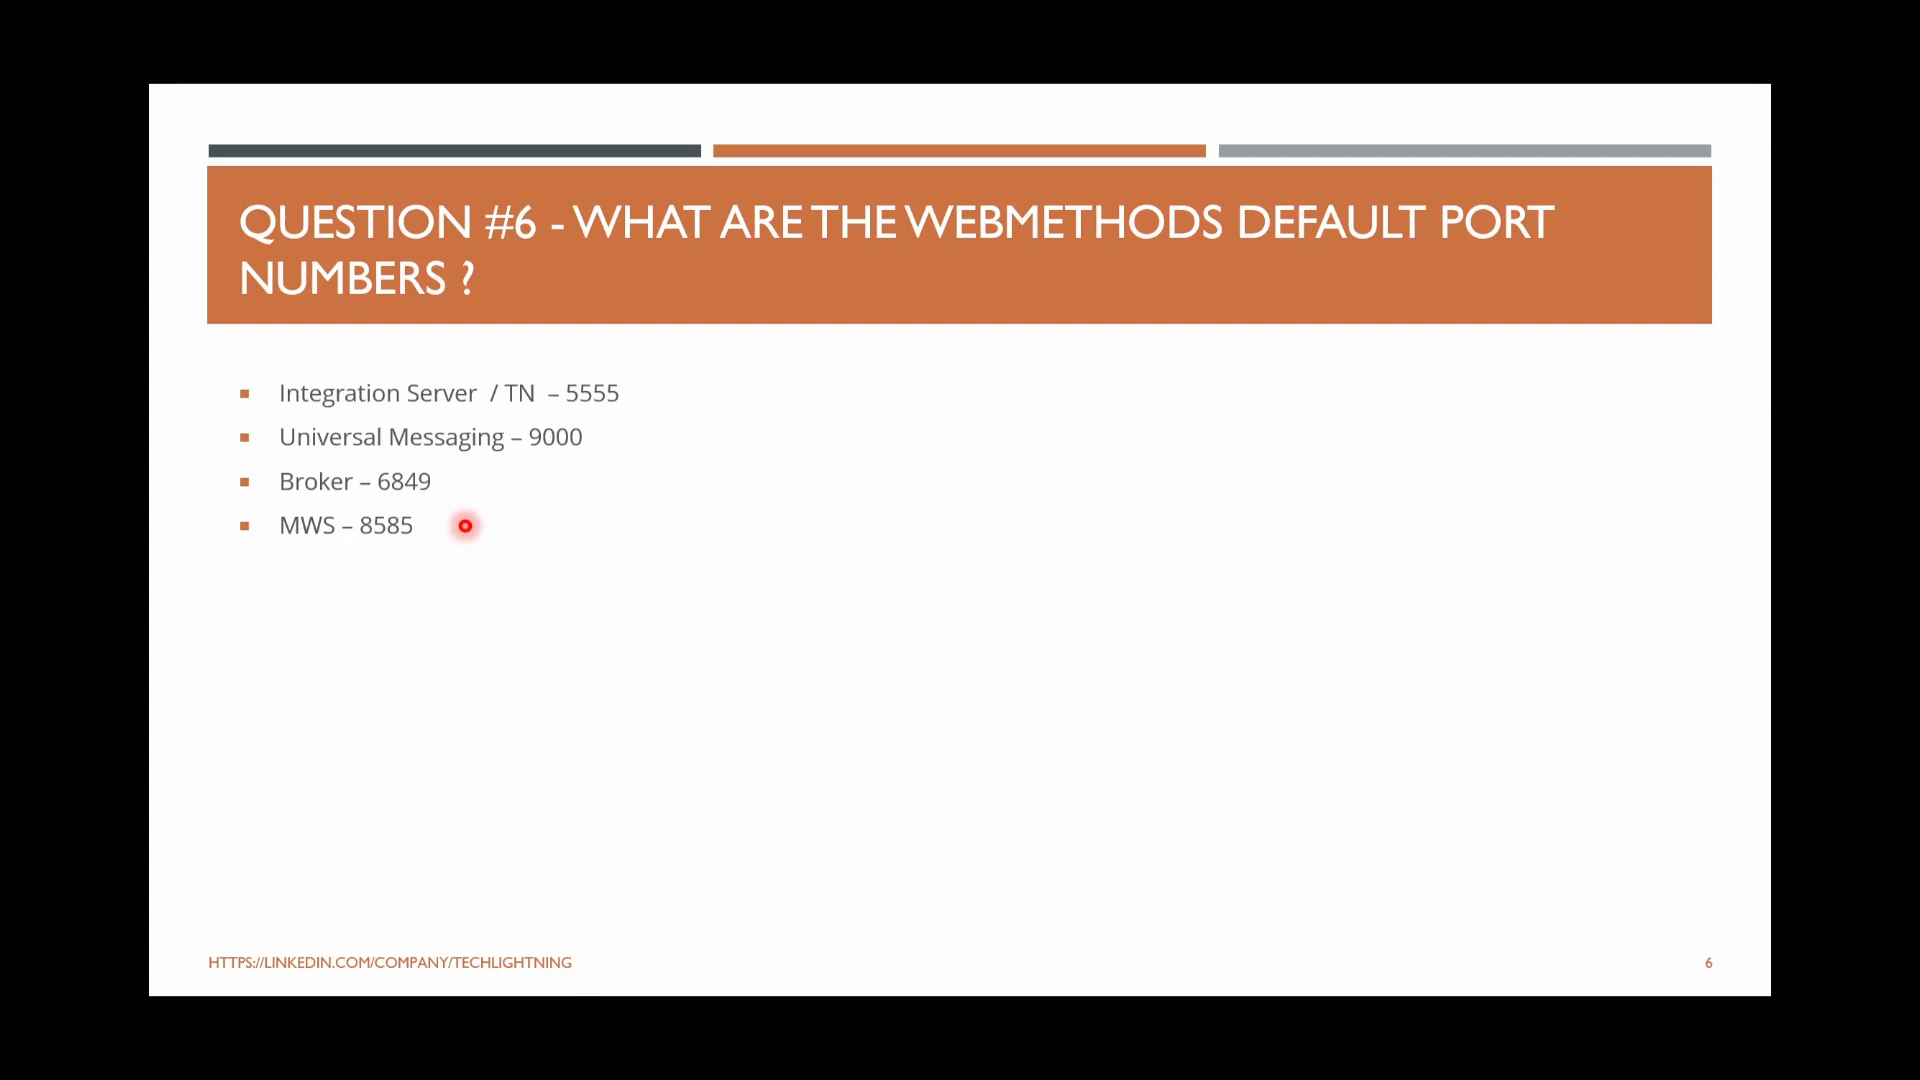 QUESTION #6 - WHAT ARE THE WEBMETHODS DEFAULT PORT
NUMBERS ?
Integration Server / TN – 5555
Universal Messaging – 9000
Broker – 6849
MWS – 8585
HTTPS://LINKEDIN.COM/COMPANY/TECHLIGHTNING
6